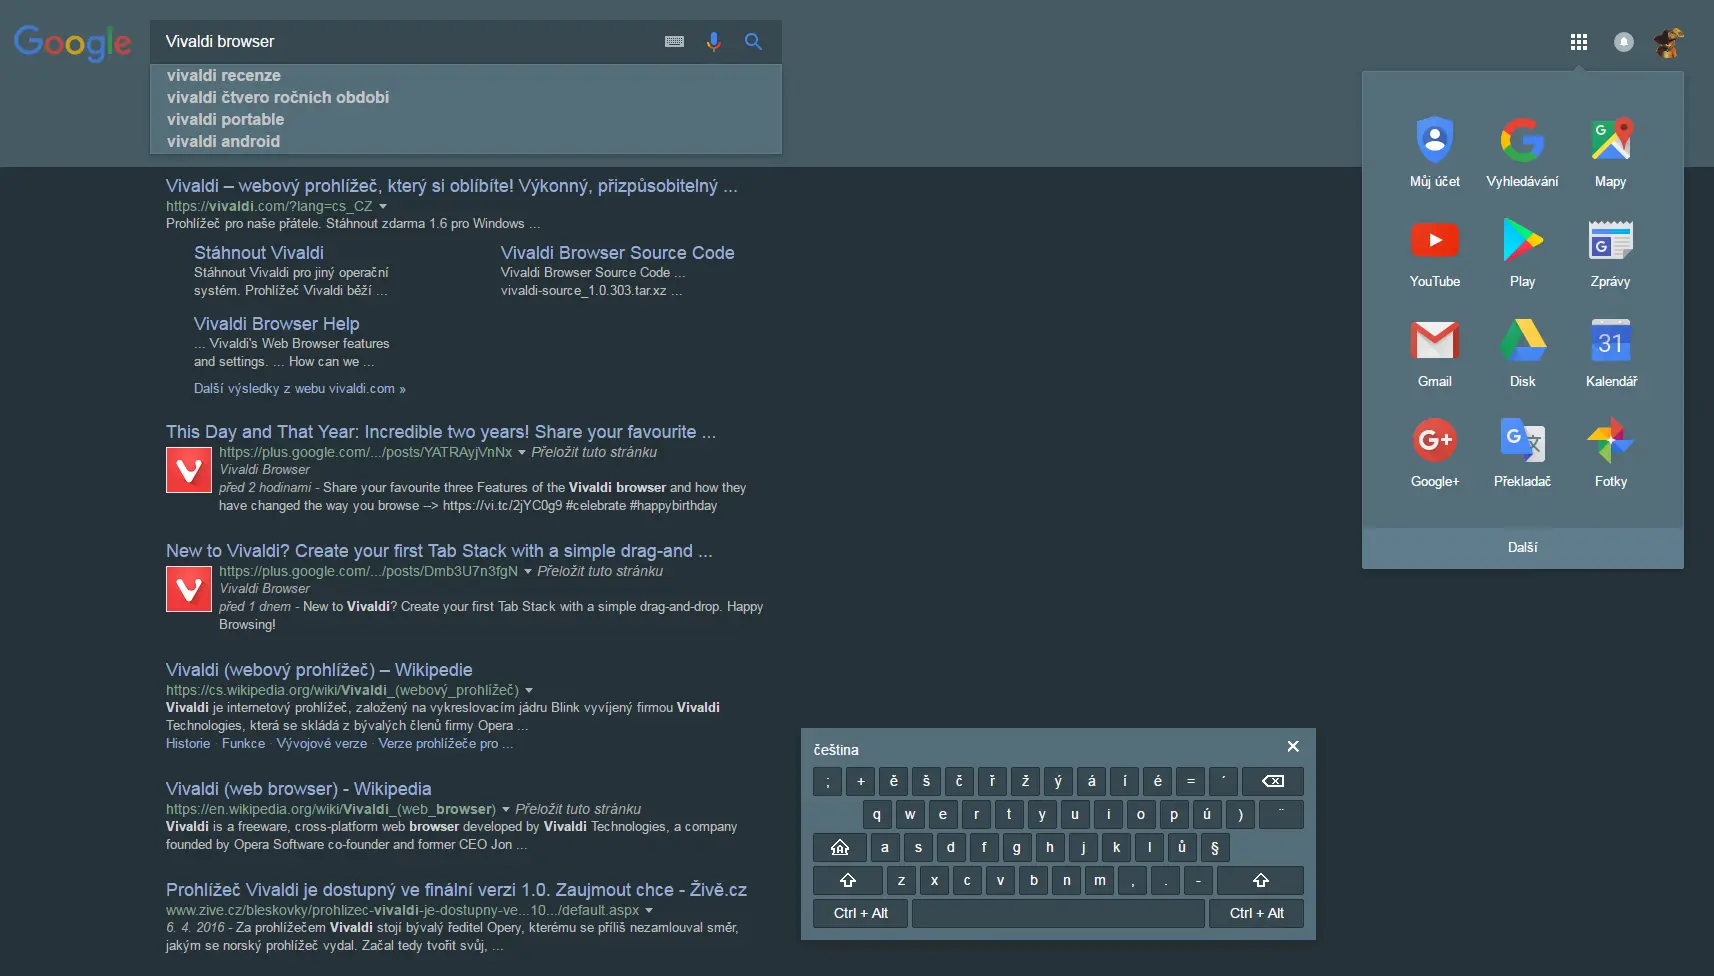 Google
Vivaldi browser
vivaldi recenze
vivaldi čtvero ročních obdobi
vivaldi portable
vivaldi android
Vivaldi – webový prohlížeč, který si oblíbíte! Výkonný, přizpůsobitelný ...
https://vivaldi.com/?lang=cs_CZ
Prohlížeč pro naše přátele. Stáhnout zdarma 1.6 pro Windows ...
Stáhnout Vivaldi
Stáhnout Vivaldi pro jiný operační
systém. Prohlížeč Vivaldi běží ...
Vivaldi Browser Source Code
Vivaldi Browser Source Code ...
vivaldi-source_1.0.303.tar.xz ...
Vivaldi Browser Help
... Vivaldi's Web Browser features
and settings. ... How can we ...
Další výsledky z webu vivaldi.com »
This Day and That Year: Incredible two years! Share your favourite ...
https://plus.google.com/.../posts/YATRAyjVnNx Přeložit tuto stránku
Vivaldi Browser
před 2 hodinami - Share your favourite three Features of the Vivaldi browser and how they
have changed the way you browse --> https://vi.tc/2jYC0g9 #celebrate #happybirthday
New to Vivaldi? Create your first Tab Stack with a simple drag-and ...
https://plus.google.com/.../posts/Dmb3U7n3fgN Přeložit tuto stránku
Vivaldi Browser
před 1 dnem - New to Vivaldi? Create your first Tab Stack with a simple drag-and-drop. Happy
Browsing!
Vivaldi (webový prohlížeč) – Wikipedie
https://cs.wikipedia.org/wiki/Vivaldi_(webový_prohlížeč)
Vivaldi je internetový prohlížeč, založený na vykreslovacím jádru Blink vyvíjený firmou Vivaldi
Technologies, která se skládá z bývalých členů firmy Opera ...
Historie · Funkce · Vývojové verze · Verze prohlížeče pro ...
Vivaldi (web browser) - Wikipedia
https://en.wikipedia.org/wiki/Vivaldi_(web_browser) Přeložit tuto stránku
Vivaldi is a freeware, cross-platform web browser developed by Vivaldi Technologies, a company
founded by Opera Software co-founder and former CEO Jon ...
Prohlížeč Vivaldi je dostupný ve finální verzi 1.0. Zaujmout chce - Živě.cz
www.zive.cz/bleskovky/prohlizec-vivaldi-je-dostupny-ve...10.../default.aspx
6. 4. 2016 - Za prohlížečem Vivaldi stojí bývalý ředitel Opery, kterému se příliš nezamlouval směr,
jakým se norský prohlížeč vydal. Začal tedy tvořit svůj, ...
Můj účet Vyhledávání Mapy
YouTube Play Zprávy
31
Gmail Disk Kalendář
G+
Google+ Překladač Fotky
Další
čeština
; + ě š č ř ž ý á í é = ´
q w e r t y u i o p ú ) ¨
a s d f g h j k l ů §
z x c v b n m , . -
Ctrl + Alt Ctrl + Alt